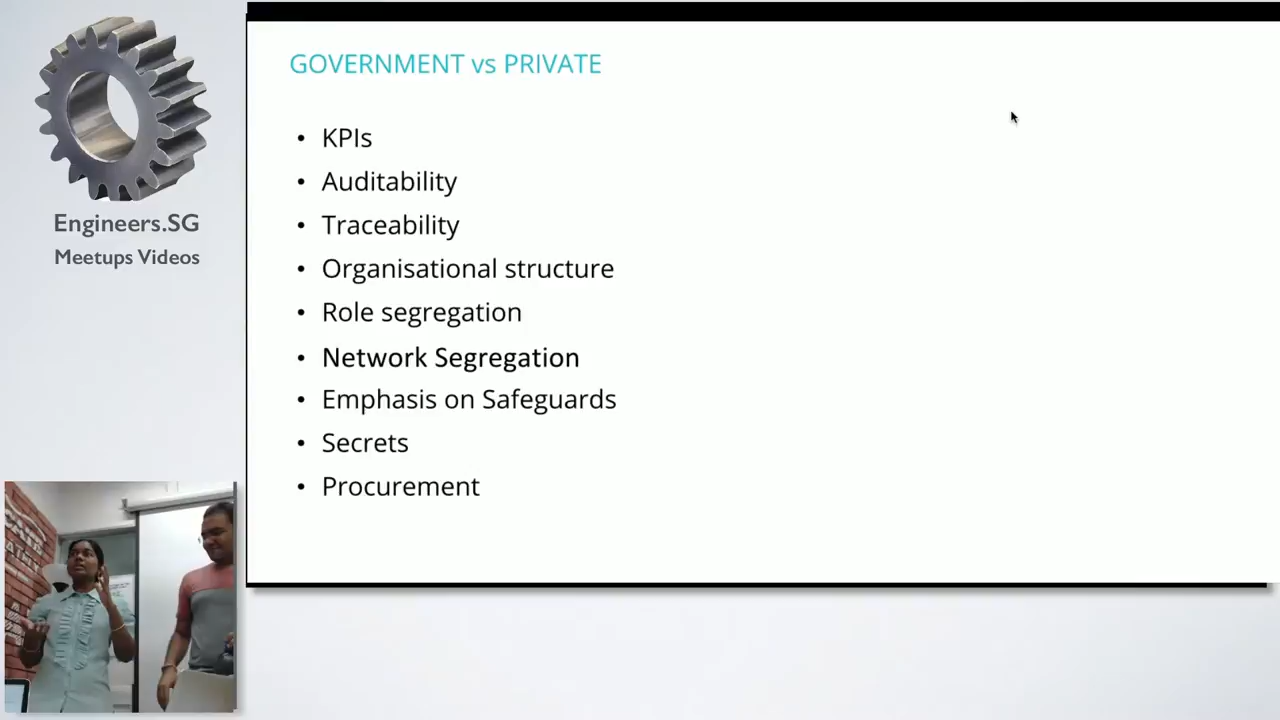 GOVERNMENT vs PRIVATE
• KPIs
• Auditability
• Traceability
• Organisational structure
• Role segregation
• Network Segregation
• Emphasis on Safeguards
• Secrets
• Procurement
Engineers.SG
Meetups Videos